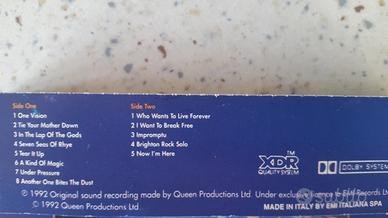 Side One
1 One Vision
2 Tie Your Mother Down
3 In The Lap Of The Gods
4 Seven Seas Of Rhye
5 Tear It Up
6 A Kind Of Magic
7 Under Pressure
8 Another One Bites The Dust
Side Two
1 Who Wants To Live Forever
2 I Want To Break Free
3 Impromptu
4 Brighton Rock Solo
5 Now I'm Here
XDR™
QUALITY SYSTEM
DOLBY SYSTEM
Ⓟ 1992 Original sound recording made by Queen Productions Ltd. Under exclusive licence to EMI Records Ltd
© 1992 Queen Productions Ltd.
MADE IN ITALY BY EMI ITALIANA SPA
subito